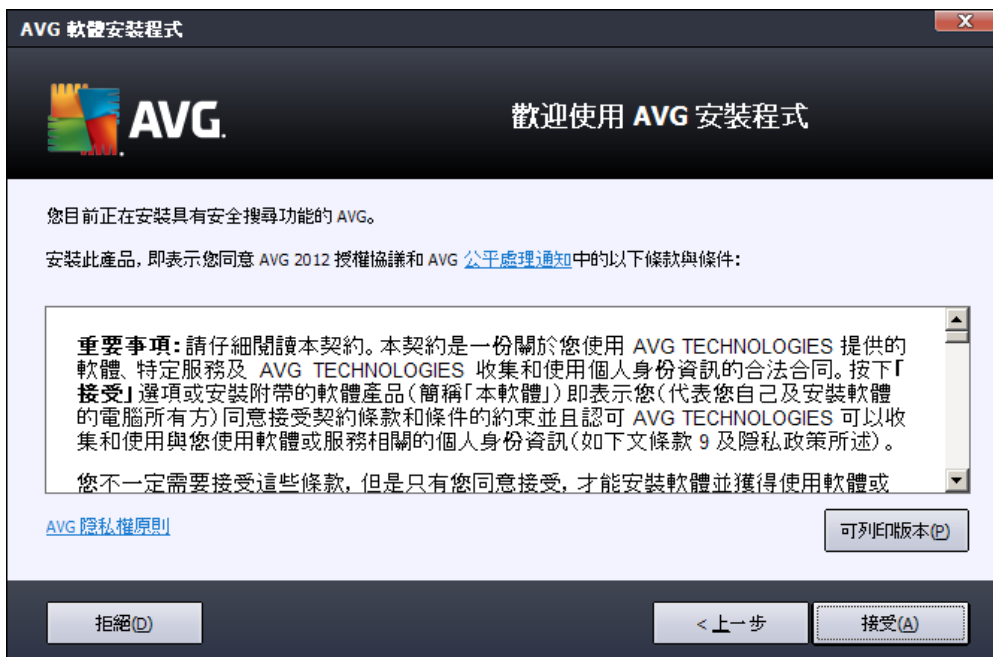 AVG 軟體安裝程式
AVG.
歡迎使用 AVG 安裝程式
您目前正在安裝具有安全搜尋功能的 AVG。
安裝此產品，即表示您同意 AVG 2012 授權協議和 AVG 公平處理通知中的以下條款與條件：
重要事項：請仔細閱讀本契約。本契約是一份關於您使用 AVG TECHNOLOGIES 提供的
軟體、特定服務及 AVG TECHNOLOGIES 收集和使用個人身份資訊的合法合同。按下「
接受」選項或安裝附帶的軟體產品（簡稱「本軟體」）即表示您（代表您自己及安裝軟體
的電腦所有方）同意接受契約條款和條件的約束並且認可 AVG TECHNOLOGIES 可以收
集和使用與您使用軟體或服務相關的個人身份資訊（如下文條款 9 及隱私政策所述）。
您不一定需要接受這些條款，但是只有您同意接受，才能安裝軟體並獲得使用軟體或
AVG 隱私權原則
可列印版本(P)
拒絕(D)
<上一步
接受(A)